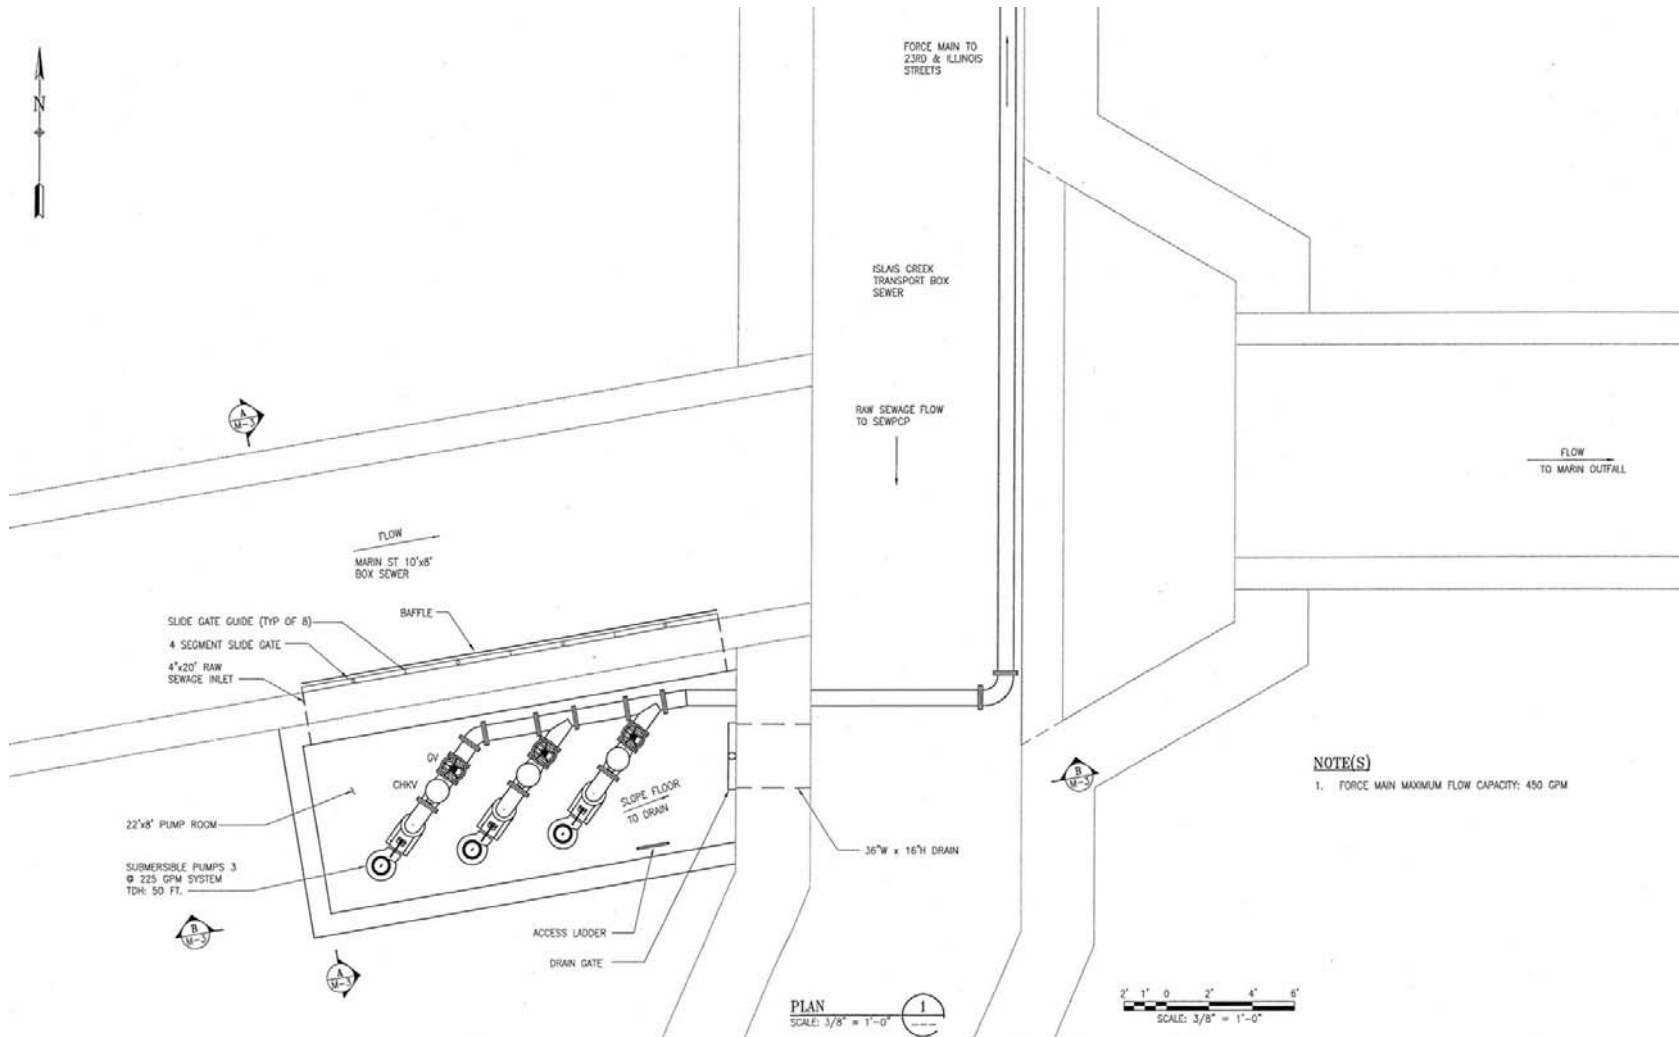 FORCE MAIN TO
23RD & ILLINOIS
STREETS
N
ISLAIS CREEK
TRANSPORT BOX
SEWER
A
M-3
RAW SEWAGE FLOW
TO SEWPCP
FLOW
TO MARIN OUTFALL
FLOW
MARIN ST 10'x8'
BOX SEWER
BAFFLE
SLIDE GATE GUIDE (TYP OF 8)
4 SEGMENT SLIDE GATE
4"x20' RAW
SEWAGE INLET
GV
CHKV
SLOPE FLOOR
TO DRAIN
22'x8' PUMP ROOM
SUBMERSIBLE PUMPS 3
@ 225 GPM SYSTEM
TDH: 50 FT.
36"W x 16"H DRAIN
B
M-3
NOTE(S)
1. FORCE MAIN MAXIMUM FLOW CAPACITY: 450 GPM
B
M-3
ACCESS LADDER
DRAIN GATE
A
M-3
PLAN
SCALE: 3/8" = 1'-0"
1
2' 1' 0 2' 4' 6'
SCALE: 3/8" = 1'-0"